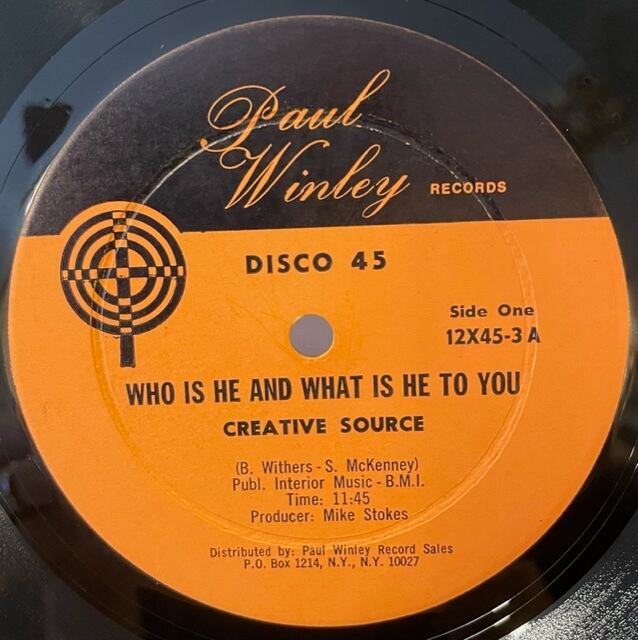 Paul
Winley RECORDS
DISCO 45
Side One
12X45-3 A
WHO IS HE AND WHAT IS HE TO YOU
CREATIVE SOURCE
(B. Withers - S. McKenney)
Publ. Interior Music - B.M.I.
Time: 11:45
Producer: Mike Stokes
Distributed by: Paul Winley Record Sales
P.O. Box 1214, N.Y., N.Y. 10027